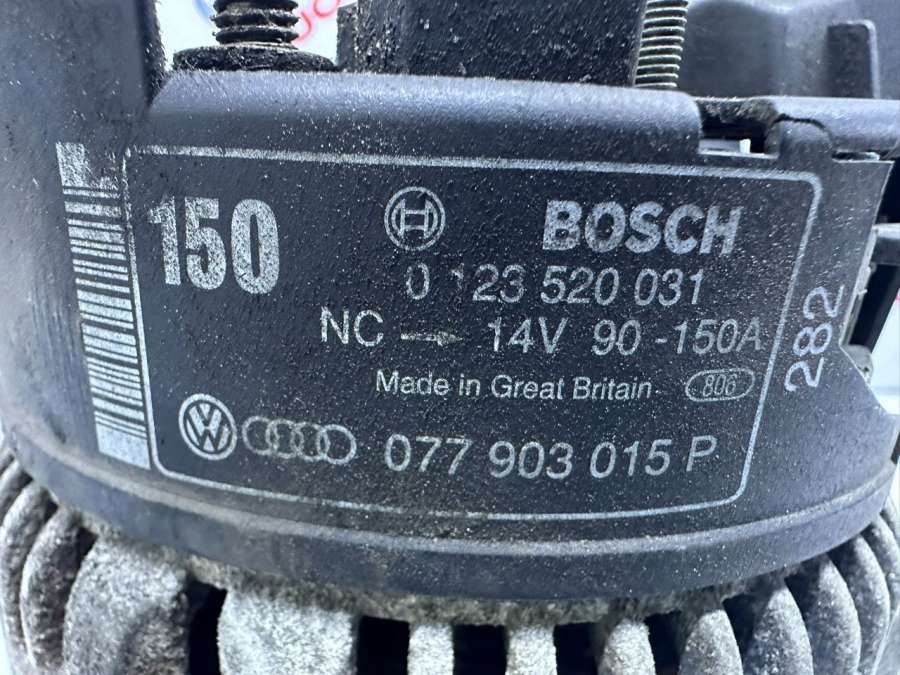 150
BOSCH
0 123 520 031
NC 14V 90-150A
Made in Great Britain 806
077 903 015 P
282